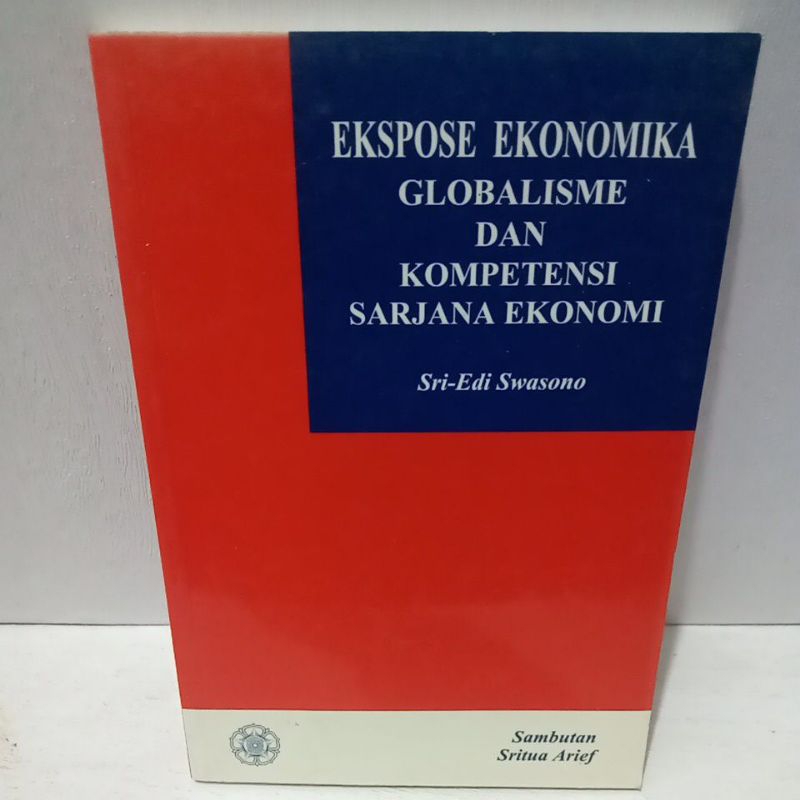 EKSPOSE EKONOMIKA
GLOBALISME
DAN
KOMPETENSI
SARJANA EKONOMI
Sri-Edi Swasono
Sambutan
Sritua Arief